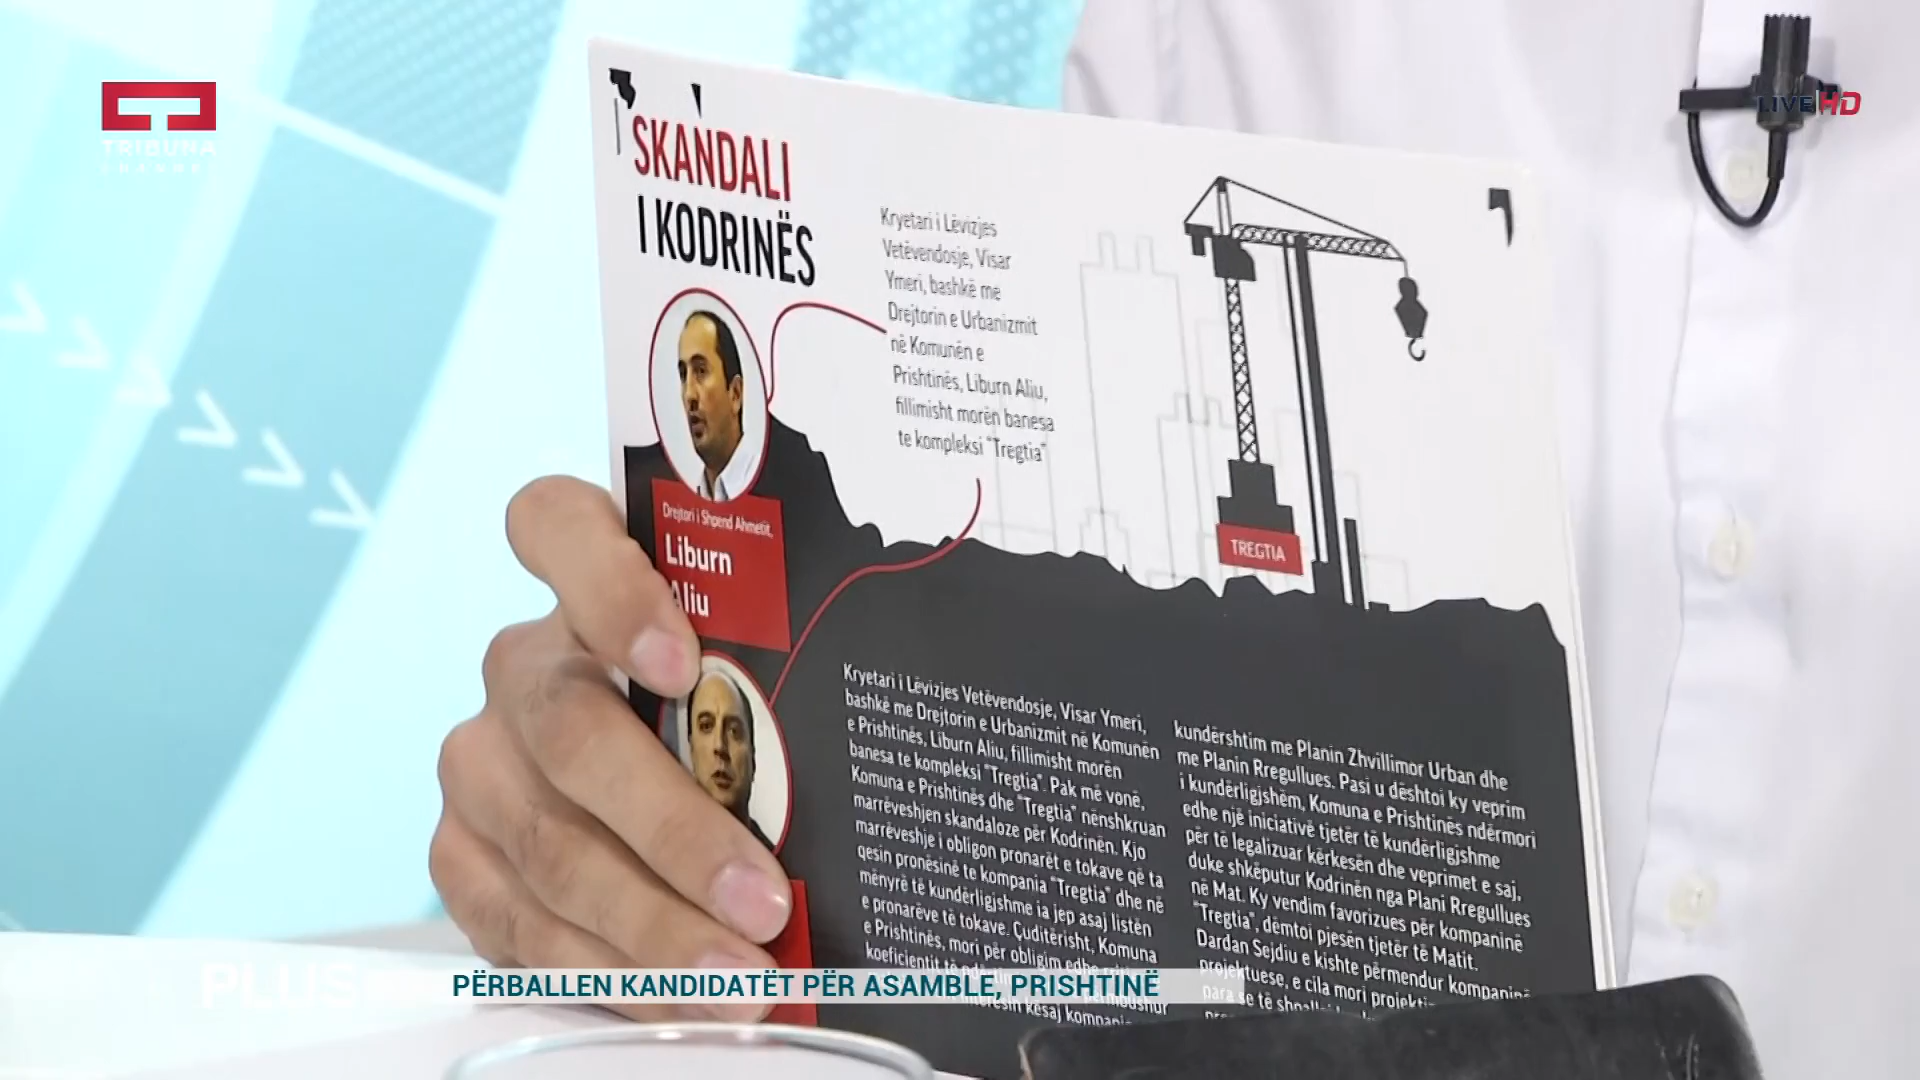 TRIBUNA
CHANNEL
LIVE HD
SKANDALI
I KODRINËS
Kryetari i Lëvizjes
Vetëvendosje, Visar
Ymeri, bashkë me
Drejtorin e Urbanizmit
në Komunën e
Prishtinës, Liburn Aliu,
fillimisht morën banesa
te kompleksi "Tregtia"
TREGTIA
Drejtori i Shpend Ahmetit,
Liburn
Aliu
Kryetari i Lëvizjes Vetëvendosje, Visar Ymeri,
bashkë me Drejtorin e Urbanizmit në Komunën
e Prishtinës, Liburn Aliu, fillimisht morën
banesa te kompleksi "Tregtia". Pak më vonë,
Komuna e Prishtinës dhe "Tregtia" nënshkruan
marrëveshjen skandaloze për Kodrinën. Kjo
marrëveshje i obligon pronarët e tokave që ta
qesin pronësinë te kompania "Tregtia" dhe në
mënyrë të kundërligjshme ia jep asaj listën
e pronarëve të tokave. Çuditërisht, Komuna
e Prishtinës, mori për obligim edhe
koeficientit të
interesin kësaj
kundërshtim me Planin Zhvillimor Urban dhe
me Planin Rregullues. Pasi u dështoi ky veprim
i kundërligjshëm, Komuna e Prishtinës ndërmori
edhe një iniciativë tjetër të kundërligjshme
për të legalizuar kërkesën dhe veprimet e saj,
duke shkëputur Kodrinën nga Plani Rregullues
në Mat. Ky vendim favorizues për kompaninë
"Tregtia", dëmtoi pjesën tjetër të Matit.
Dardan Sejdiu e kishte përmendur kompaninë
projektuese, e cila mori
para se të
PLUS
PËRBALLEN KANDIDATËT PËR ASAMBLE, PRISHTINË